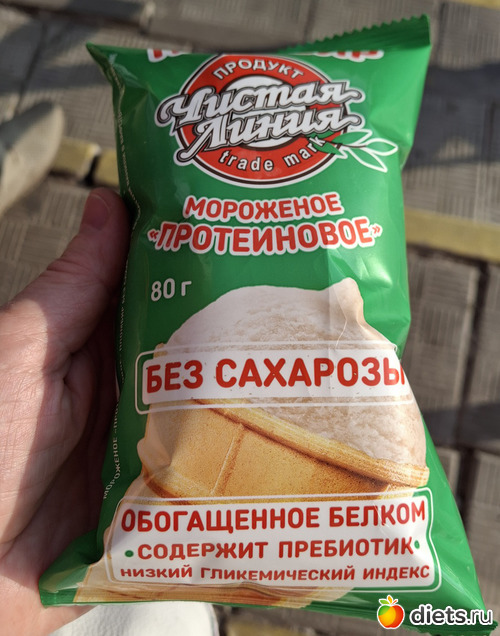 ПРОДУКТ
Чистая
Линия
trade mark
МОРОЖЕНОЕ
«ПРОТЕИНОВОЕ»
80 г
БЕЗ САХАРОЗЫ
ОБОГАЩЕННОЕ БЕЛКОМ
• СОДЕРЖИТ ПРЕБИОТИК •
НИЗКИЙ ГЛИКЕМИЧЕСКИЙ ИНДЕКС
diets.ru